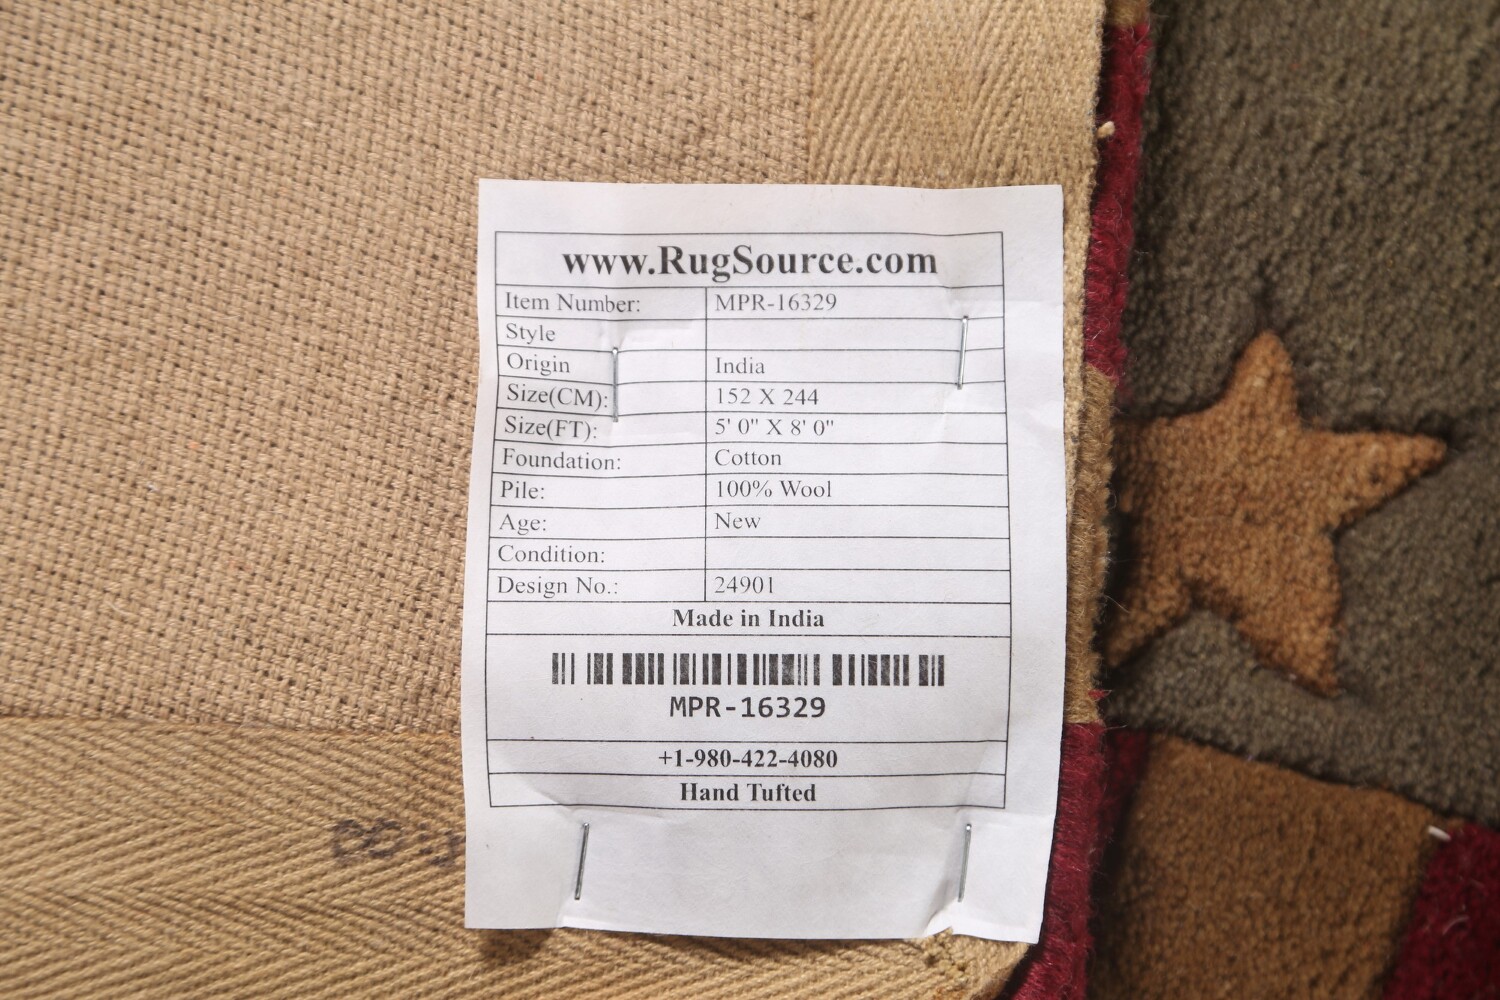 www.RugSource.com
Item Number: MPR-16329
Style
Origin India
Size(CM): 152 X 244
Size(FT): 5' 0" X 8' 0"
Foundation: Cotton
Pile: 100% Wool
Age: New
Condition:
Design No.: 24901
Made in India
MPR-16329
+1-980-422-4080
Hand Tufted